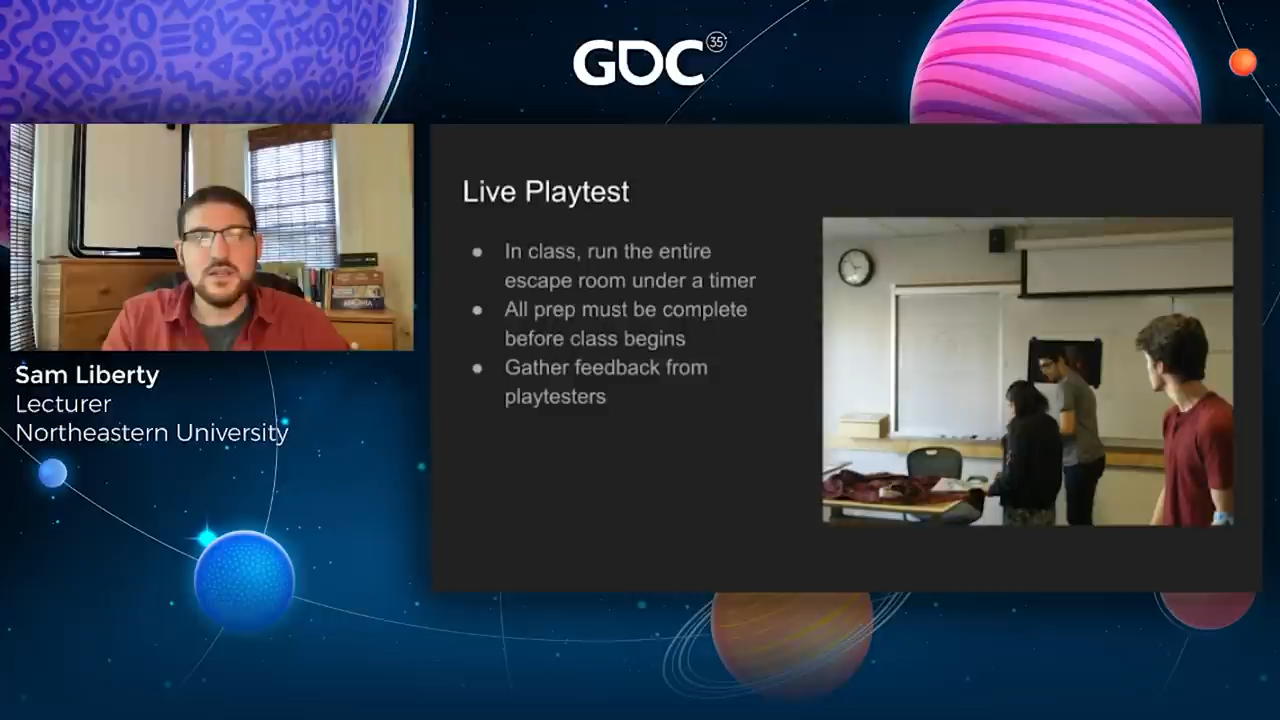 GDC 35
Sam Liberty
Lecturer
Northeastern University
Live Playtest
● In class, run the entire
escape room under a timer
● All prep must be complete
before class begins
● Gather feedback from
playtesters